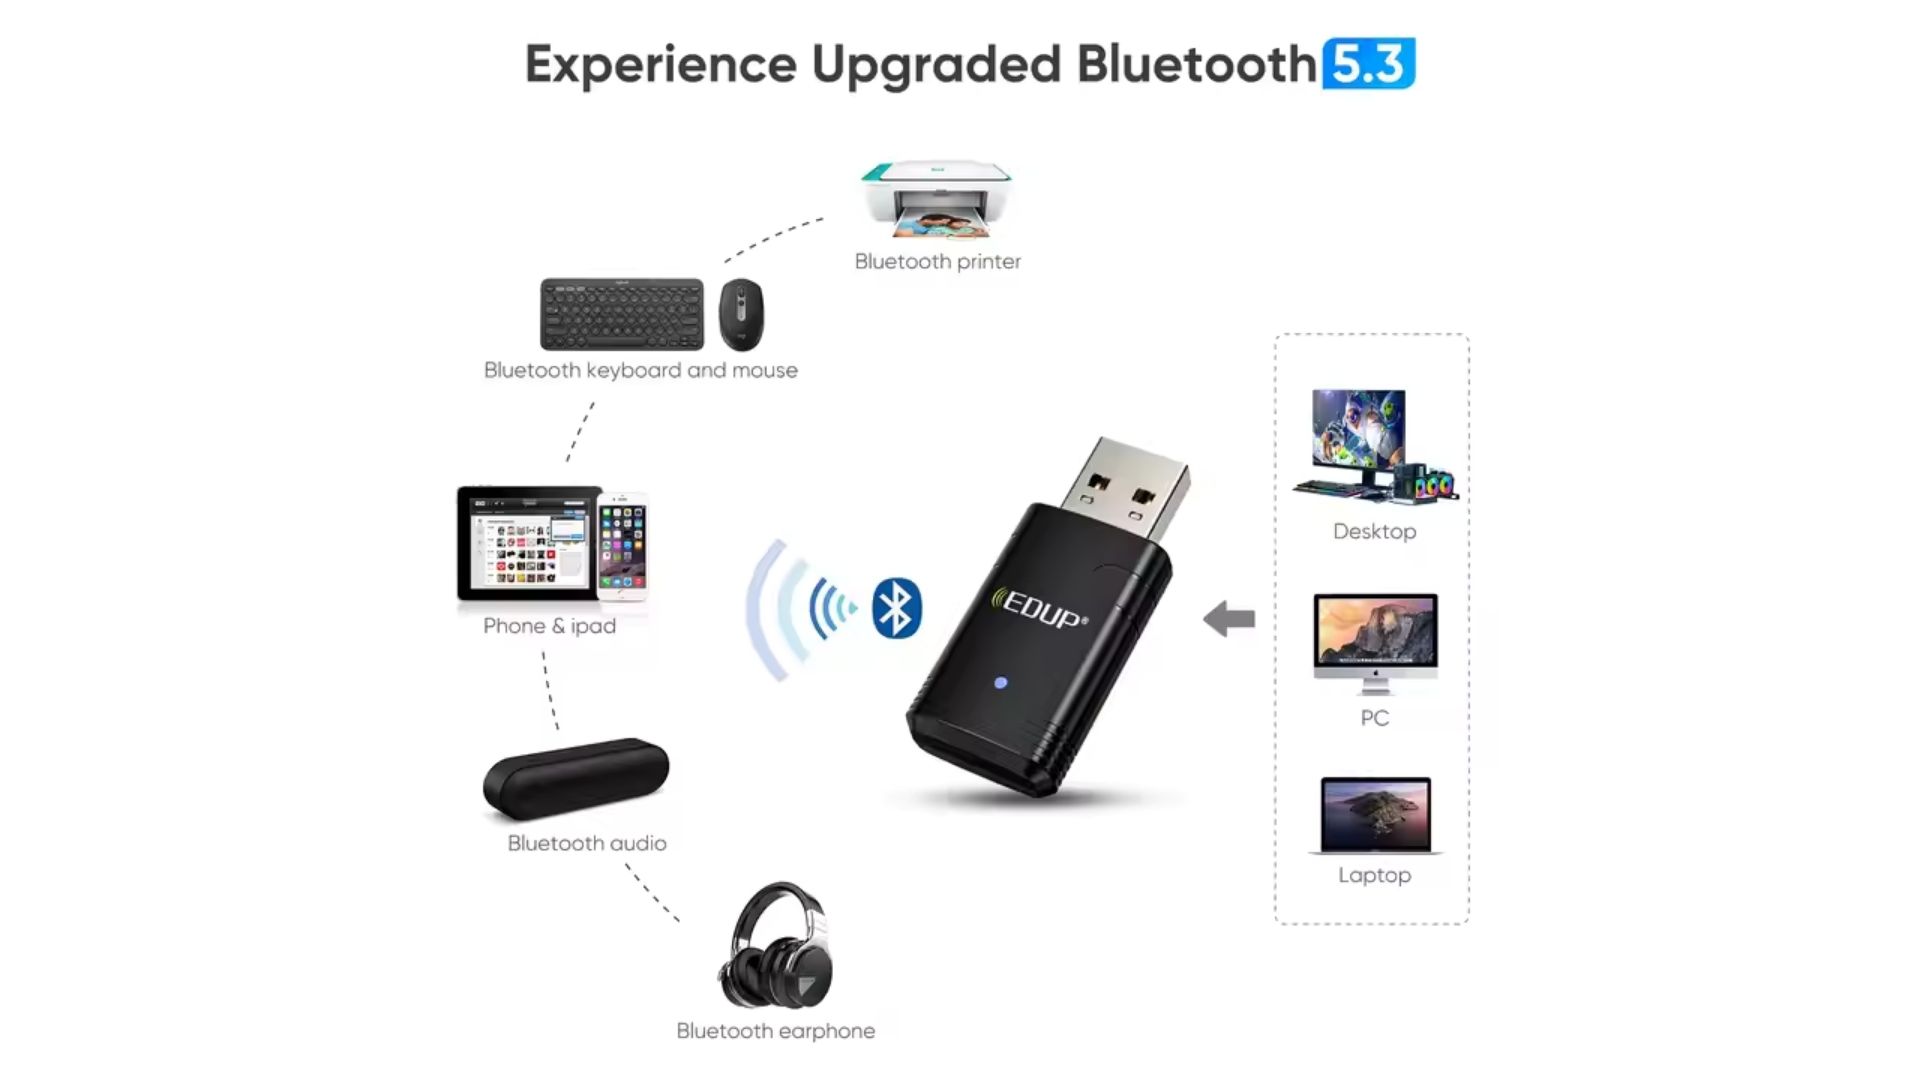 Experience Upgraded Bluetooth 5.3
Bluetooth printer
Bluetooth keyboard and mouse
Phone & ipad
Bluetooth audio
Bluetooth earphone
EDUP®
Desktop
PC
Laptop